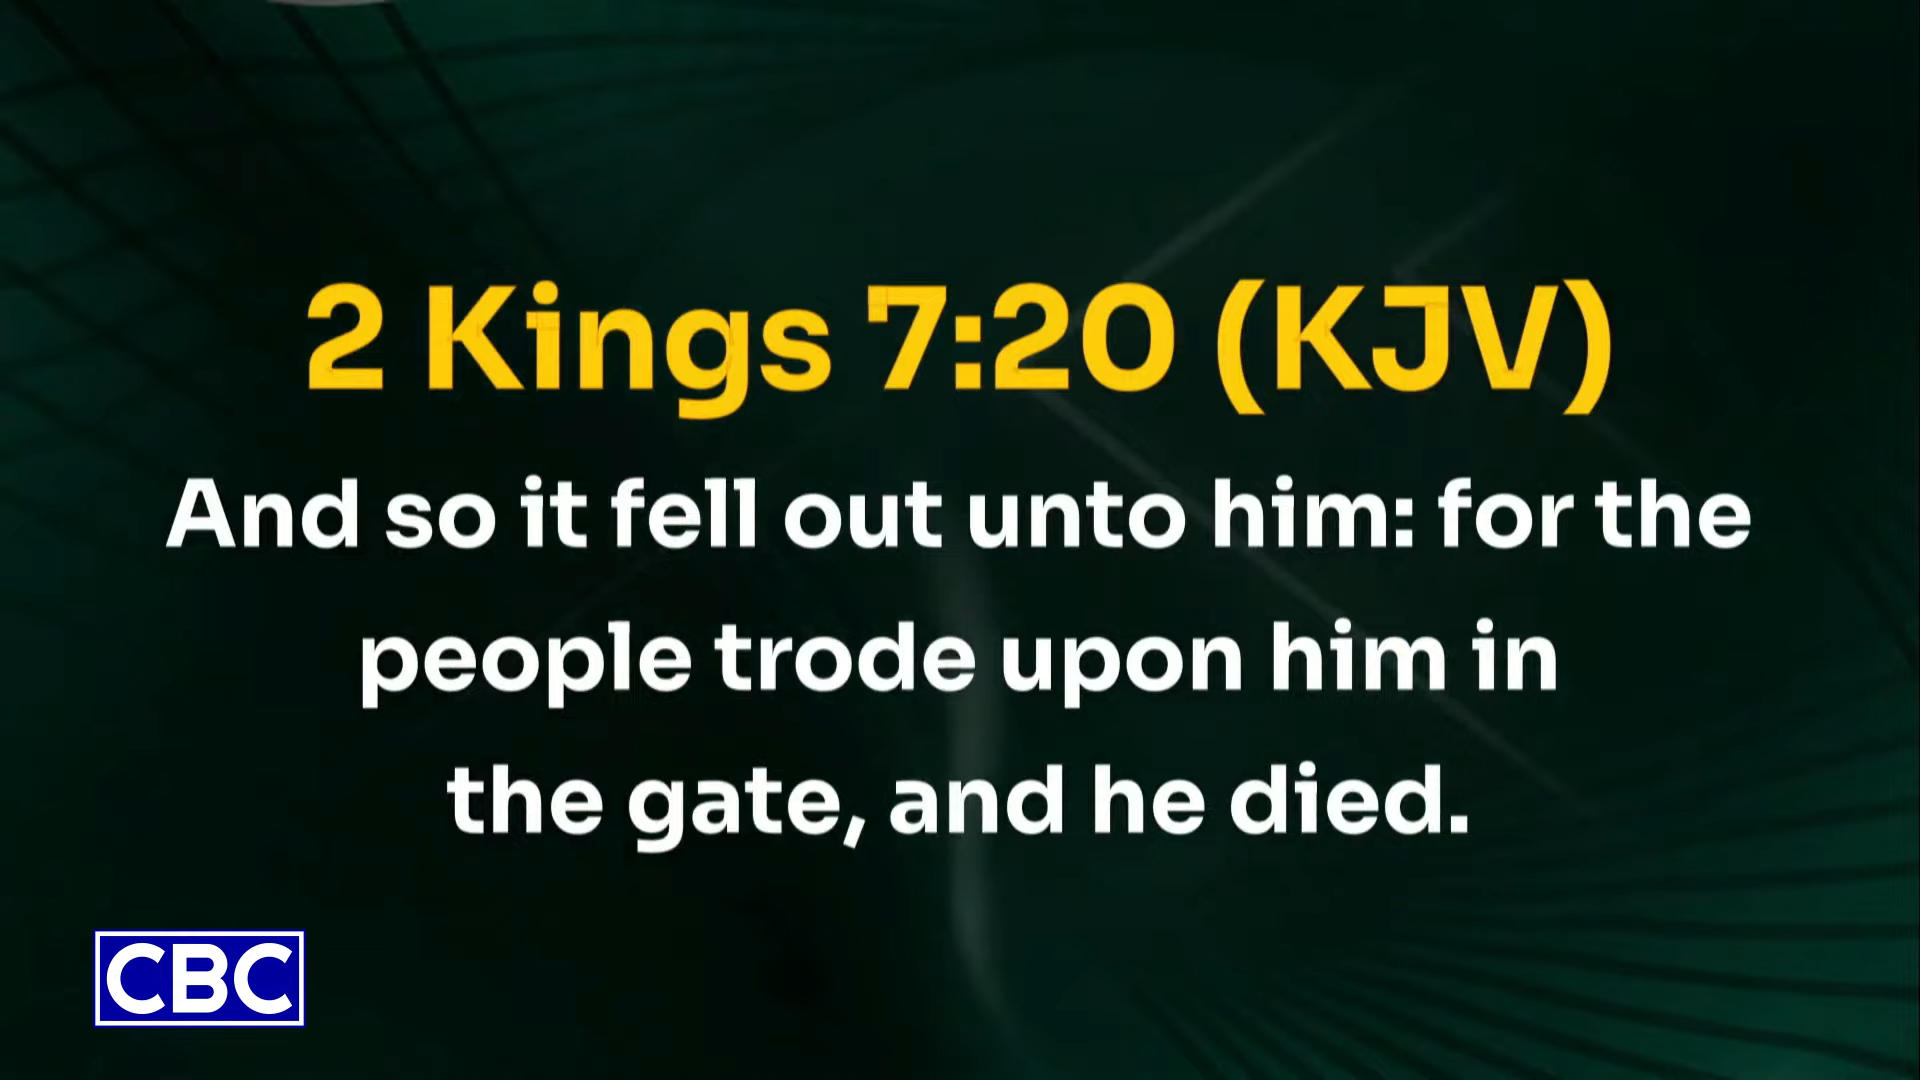 2 Kings 7:20 (KJV)
And so it fell out unto him: for the
people trode upon him in
the gate, and he died.
CBC